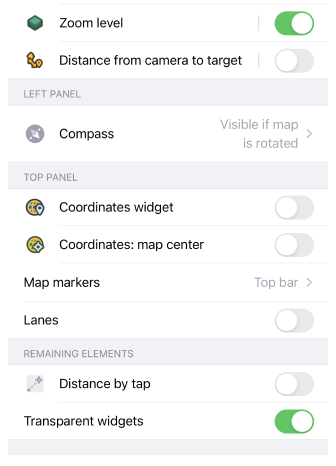 Zoom level
Distance from camera to target
LEFT PANEL
Compass
Visible if map
is rotated
TOP PANEL
Coordinates widget
Coordinates: map center
Map markers
Top bar
Lanes
REMAINING ELEMENTS
Distance by tap
Transparent widgets